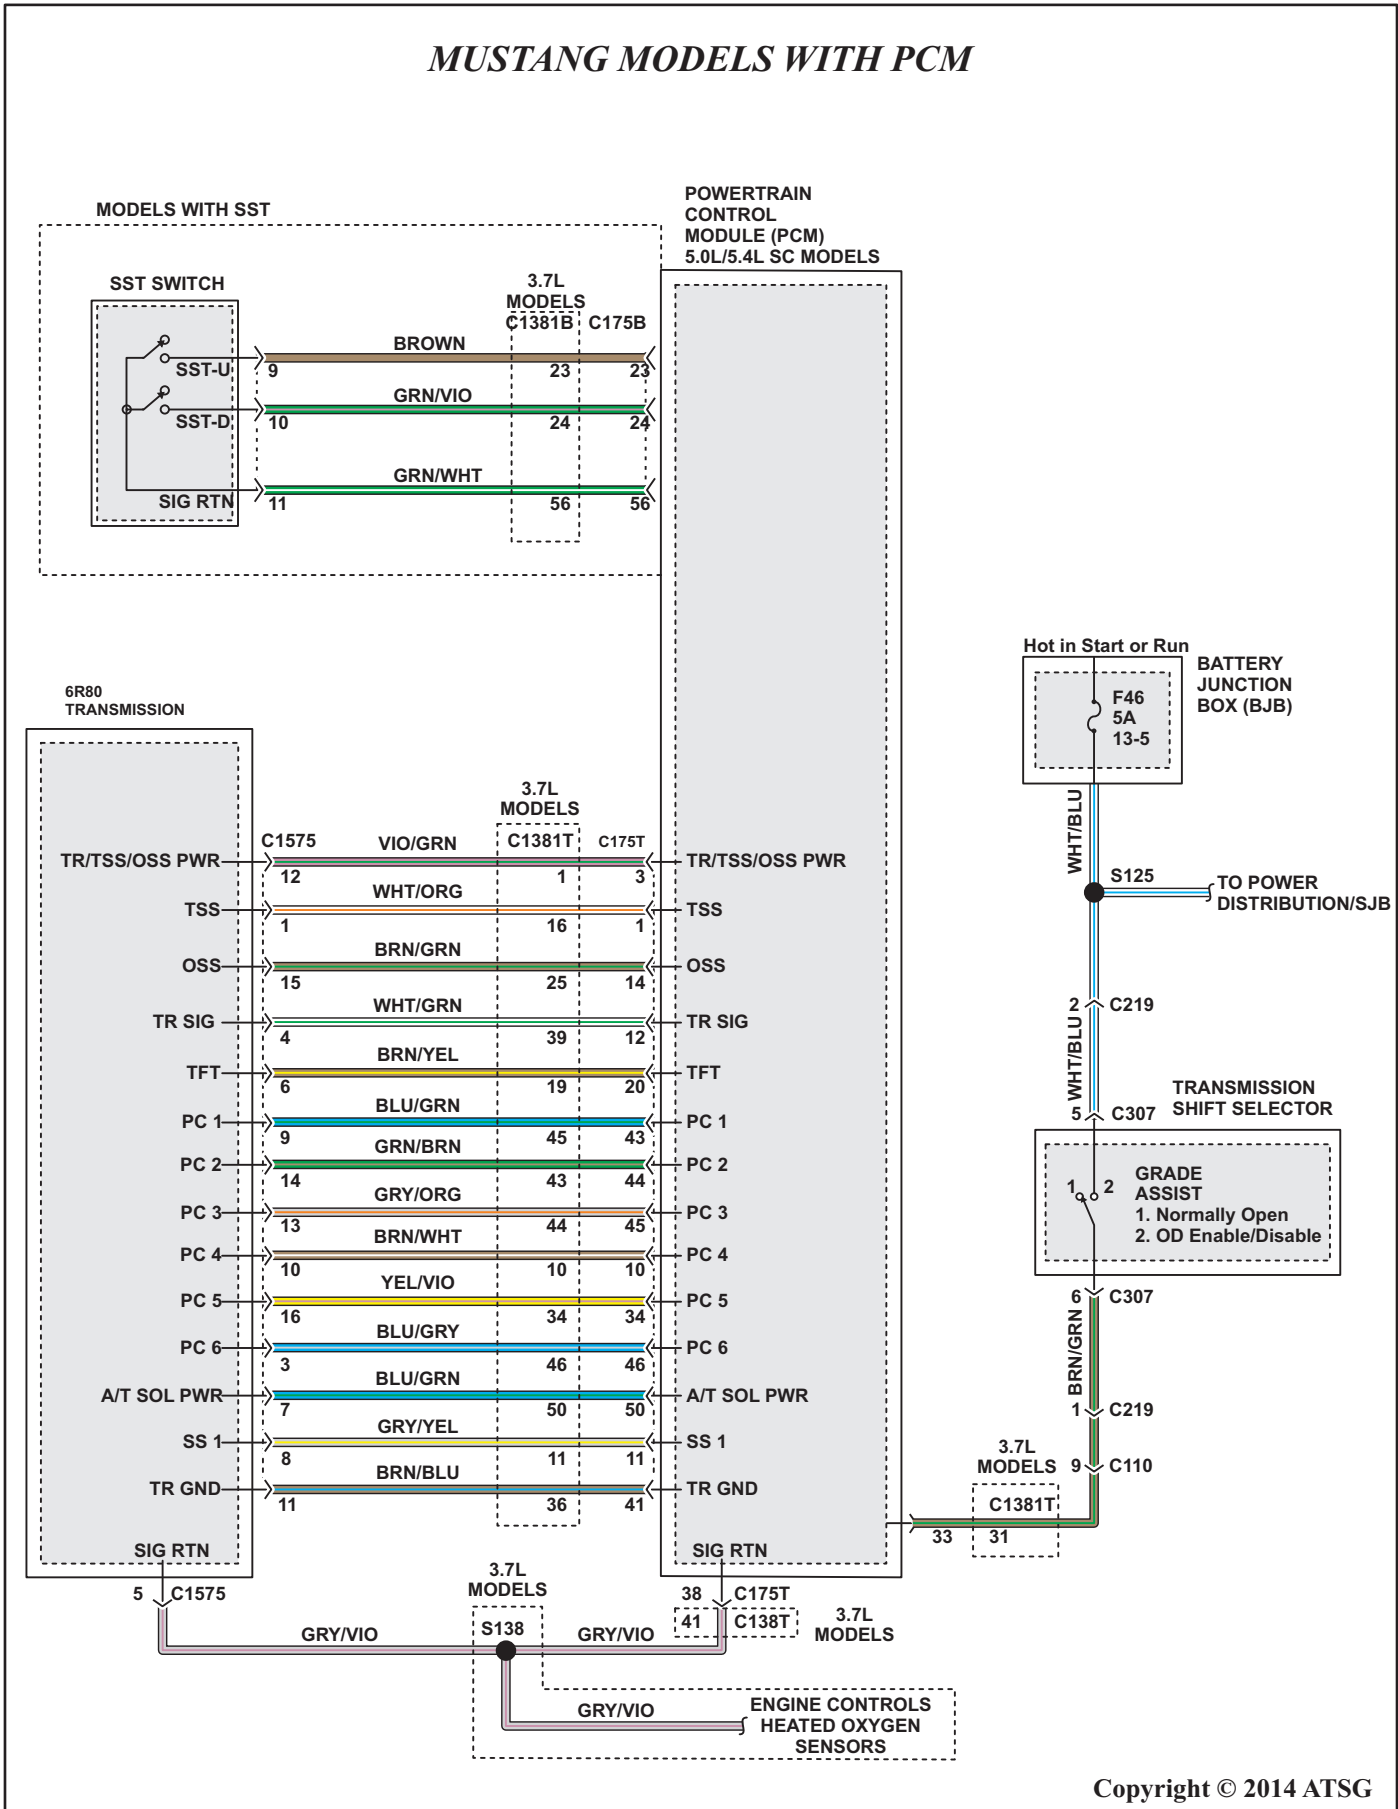 MUSTANG MODELS WITH PCM
MODELS WITH SST
POWERTRAIN
CONTROL
MODULE (PCM)
5.0L/5.4L SC MODELS
SST SWITCH
3.7L
MODELS
C1381B C175B
BROWN
SST-U 9 23 23
GRN/VIO
SST-D 10 24 24
GRN/WHT
SIG RTN 11 56 56
Hot in Start or Run
BATTERY
JUNCTION
BOX (BJB)
F46
5A
13-5
WHT/BLU
S125
TO POWER
DISTRIBUTION/SJB
2 C219
WHT/BLU
5 C307
TRANSMISSION
SHIFT SELECTOR
1 2
GRADE
ASSIST
1. Normally Open
2. OD Enable/Disable
6 C307
BRN/GRN
1 C219
9 C110
3.7L
MODELS
C1381T
33 31
6R80
TRANSMISSION
3.7L
MODELS
C1575 VIO/GRN C1381T C175T
TR/TSS/OSS PWR TR/TSS/OSS PWR
12 1 3
WHT/ORG
TSS TSS
1 16 1
BRN/GRN
OSS OSS
15 25 14
WHT/GRN
TR SIG TR SIG
4 39 12
BRN/YEL
TFT TFT
6 19 20
BLU/GRN
PC 1 PC 1
9 45 43
GRN/BRN
PC 2 PC 2
14 43 44
GRY/ORG
PC 3 PC 3
13 44 45
BRN/WHT
PC 4 PC 4
10 10 10
YEL/VIO
PC 5 PC 5
16 34 34
BLU/GRY
PC 6 PC 6
3 46 46
BLU/GRN
A/T SOL PWR A/T SOL PWR
7 50 50
GRY/YEL
SS 1 SS 1
8 11 11
BRN/BLU
TR GND TR GND
11 36 41
SIG RTN SIG RTN
5 C1575
3.7L
MODELS
38 C175T
41 C138T
3.7L
MODELS
GRY/VIO S138 GRY/VIO
GRY/VIO
ENGINE CONTROLS
HEATED OXYGEN
SENSORS
Copyright © 2014 ATSG